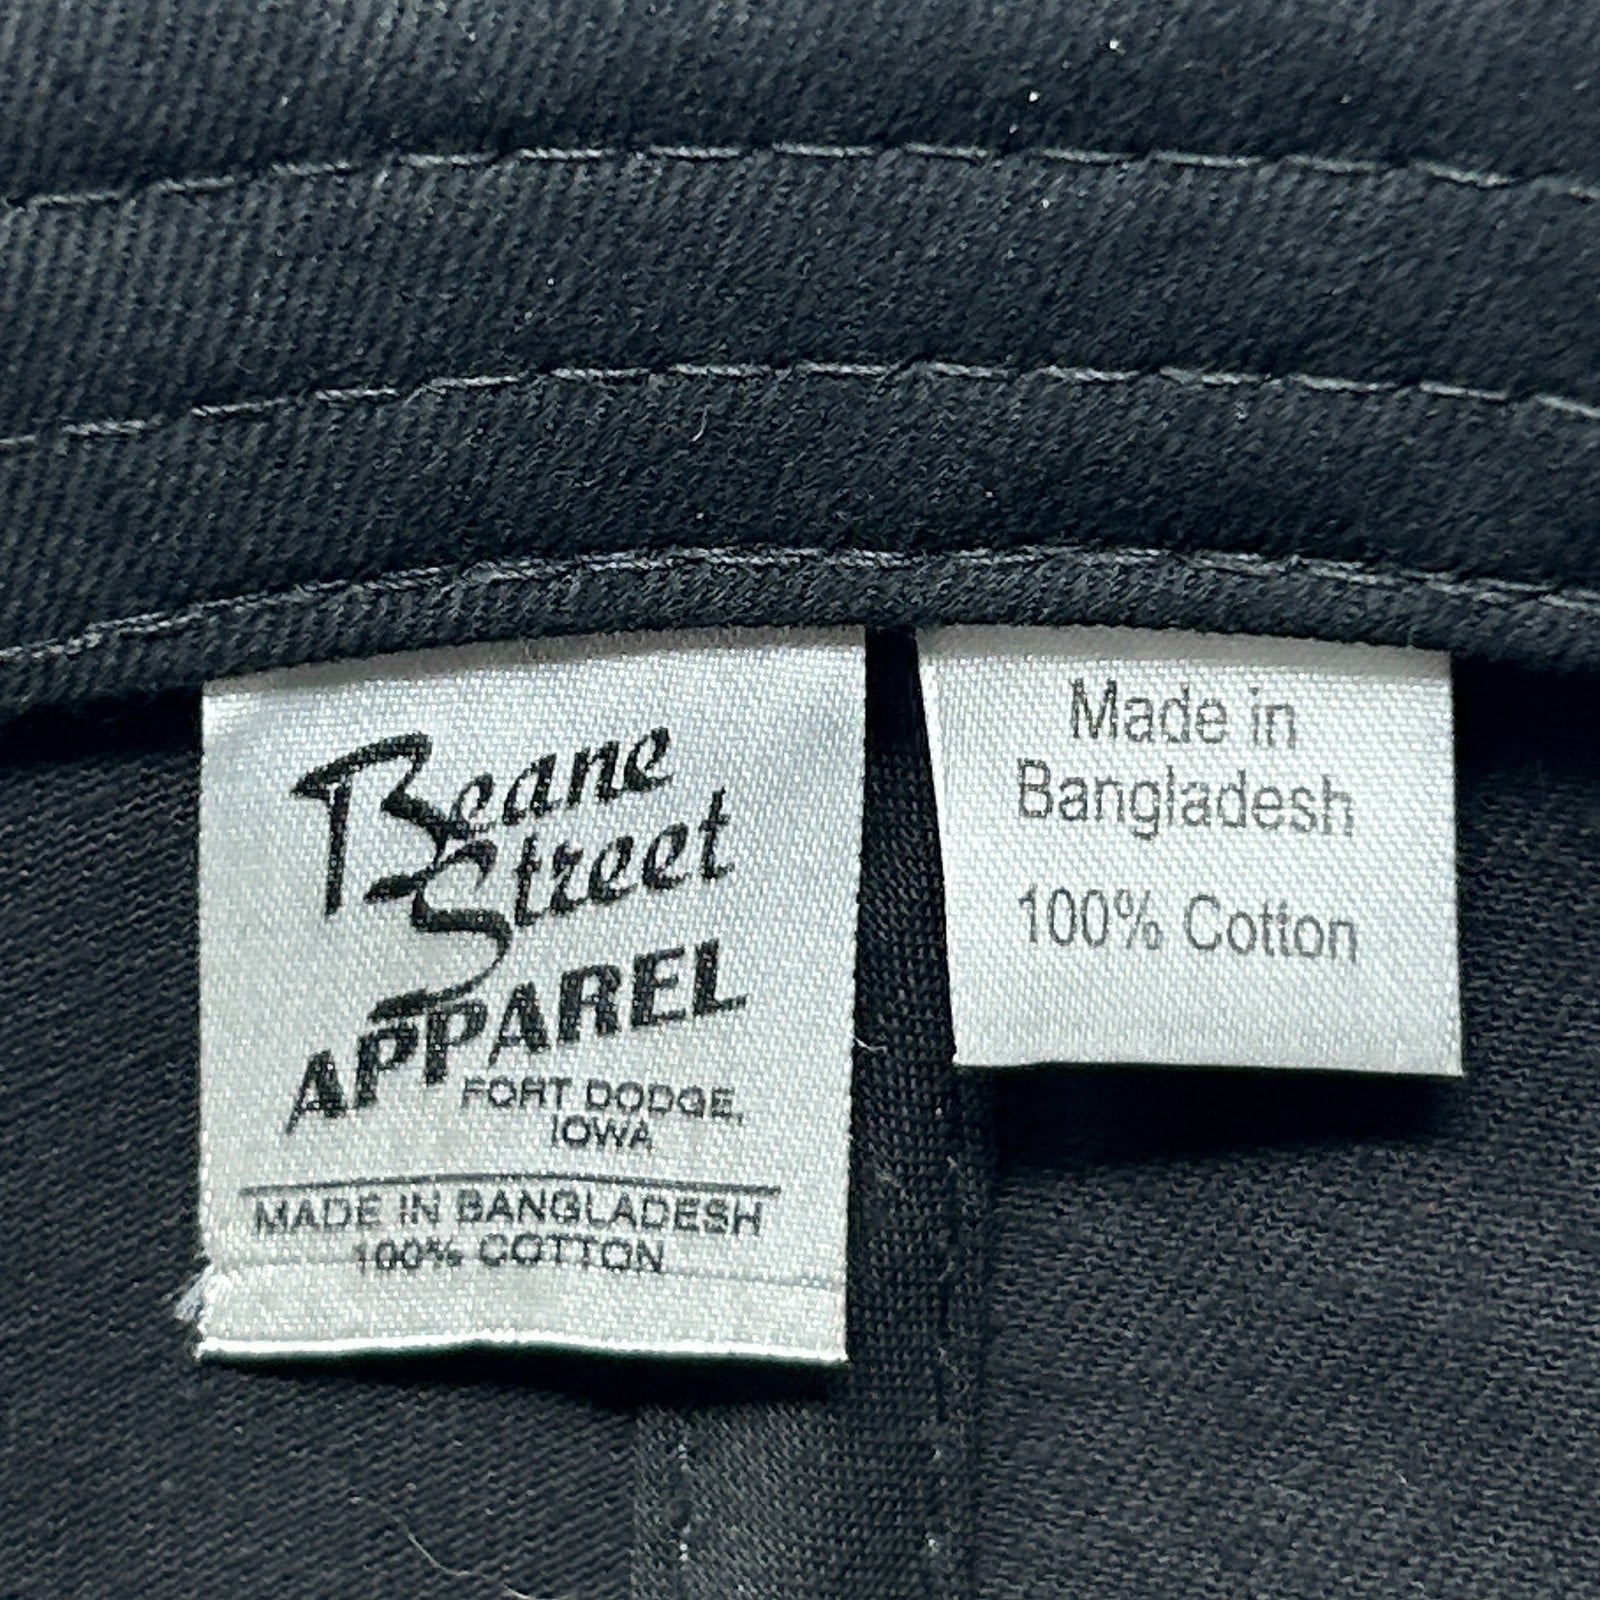 Beane
Street
APPAREL
FORT DODGE,
IOWA
MADE IN BANGLADESH
100% COTTON
Made in
Bangladesh
100% Cotton